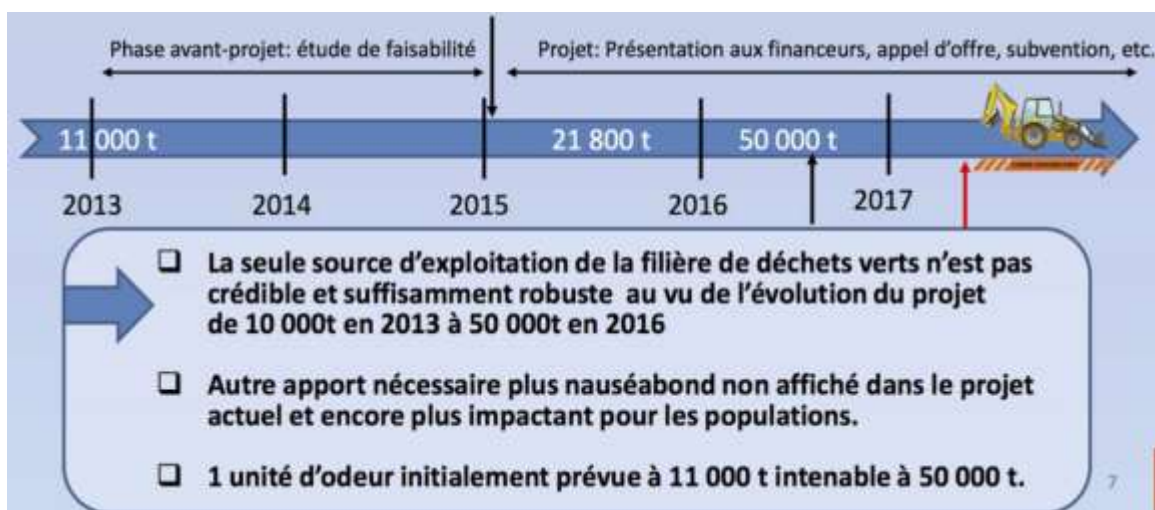 Phase avant-projet: étude de faisabilité
Projet: Présentation aux financeurs, appel d'offre, subvention, etc.
11 000 t
21 800 t
50 000 t
2013
2014
2015
2016
2017
❑ La seule source d'exploitation de la filière de déchets verts n'est pas
crédible et suffisamment robuste au vu de l'évolution du projet
de 10 000t en 2013 à 50 000t en 2016
❑ Autre apport nécessaire plus nauséabond non affiché dans le projet
actuel et encore plus impactant pour les populations.
❑ 1 unité d'odeur initialement prévue à 11 000 t intenable à 50 000 t.
7